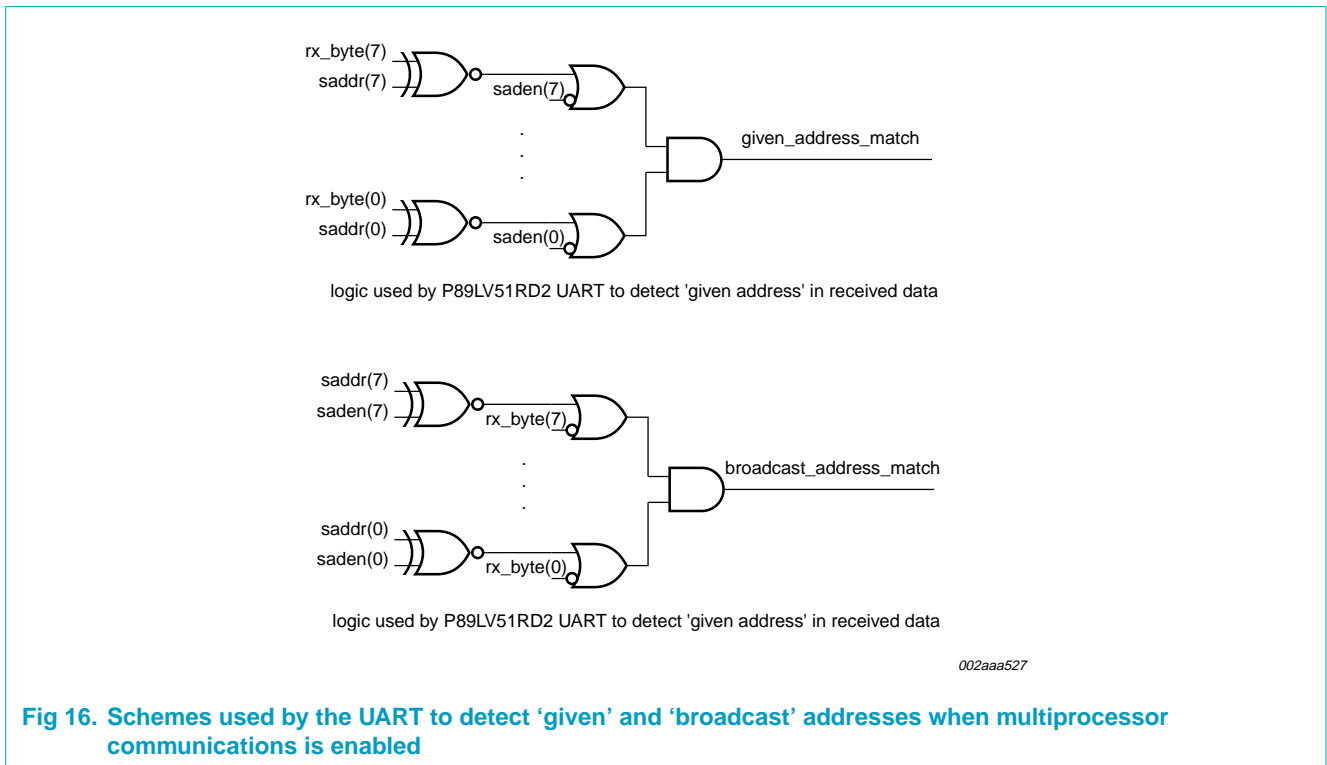 rx_byte(7)
saddr(7)
saden(7)
.
.
.
given_address_match
rx_byte(0)
saddr(0)
saden(0)
logic used by P89LV51RD2 UART to detect 'given address' in received data
saddr(7)
saden(7)
rx_byte(7)
.
.
.
broadcast_address_match
saddr(0)
saden(0)
rx_byte(0)
logic used by P89LV51RD2 UART to detect 'given address' in received data
002aaa527
Fig 16. Schemes used by the UART to detect ‘given’ and ‘broadcast’ addresses when multiprocessor
communications is enabled